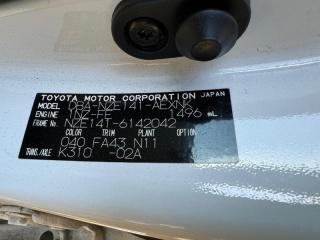 TOYOTA MOTOR CORPORATION JAPAN
MODEL DBA-NZE141-AEXNK
ENGINE 1NZ-FE 1496 mL
FRAME No. NZE141-6142042
COLOR TRIM PLANT OPTION
040 FA43 N11
TRANS./AXLE K310 -02A